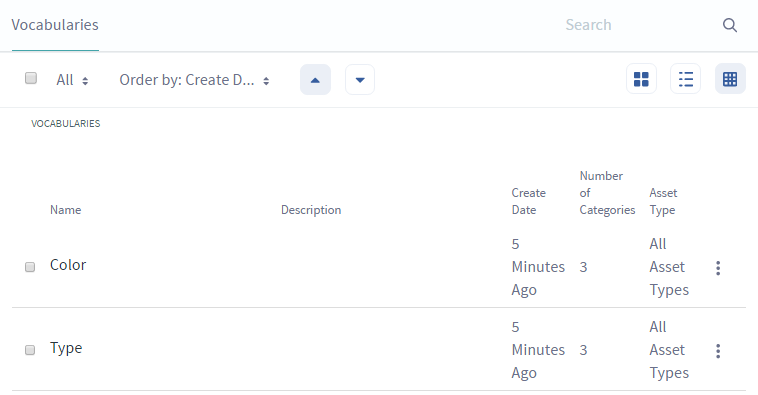 Vocabularies
Search
All
Order by: Create D...
VOCABULARIES
Name
Description
Create
Date
Number
of
Categories
Asset
Type
Color
5
Minutes
Ago
3
All
Asset
Types
Type
5
Minutes
Ago
3
All
Asset
Types